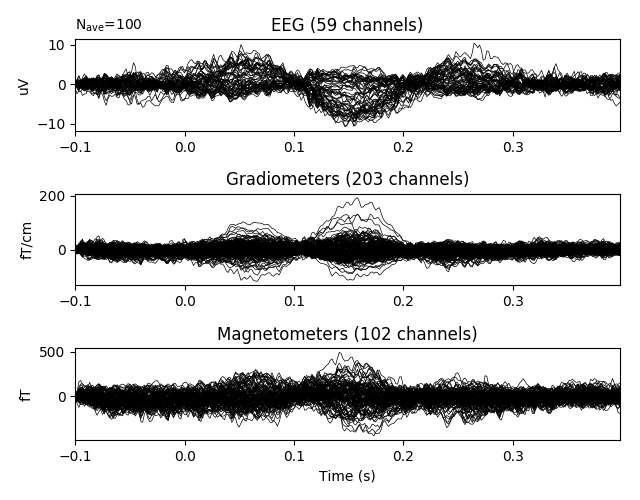 N_ave=100
EEG (59 channels)
uV
10
0
−10
−0.1 0.0 0.1 0.2 0.3
Gradiometers (203 channels)
fT/cm
200
0
−0.1 0.0 0.1 0.2 0.3
Magnetometers (102 channels)
fT
500
0
−0.1 0.0 0.1 0.2 0.3
Time (s)